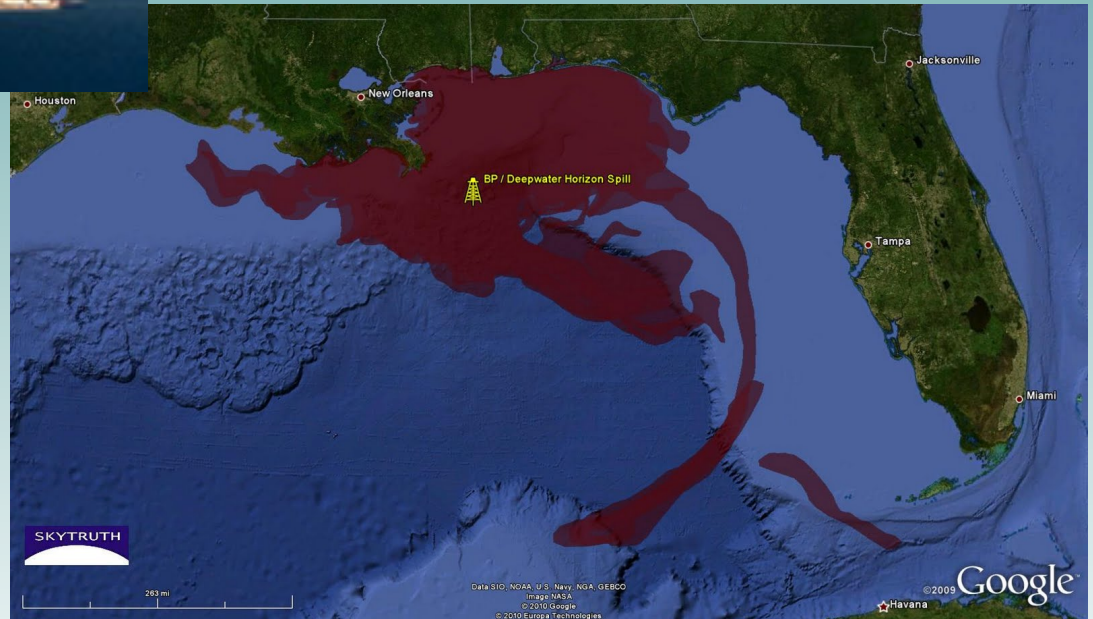 Jacksonville
Houston
New Orleans
BP / Deepwater Horizon Spill
Tampa
Miami
SKYTRUTH
263 mi
Data SIO, NOAA, U.S. Navy, NGA, GEBCO
Image NASA
© 2010 Google
© 2010 Europa Technologies
©2009 Google
Havana